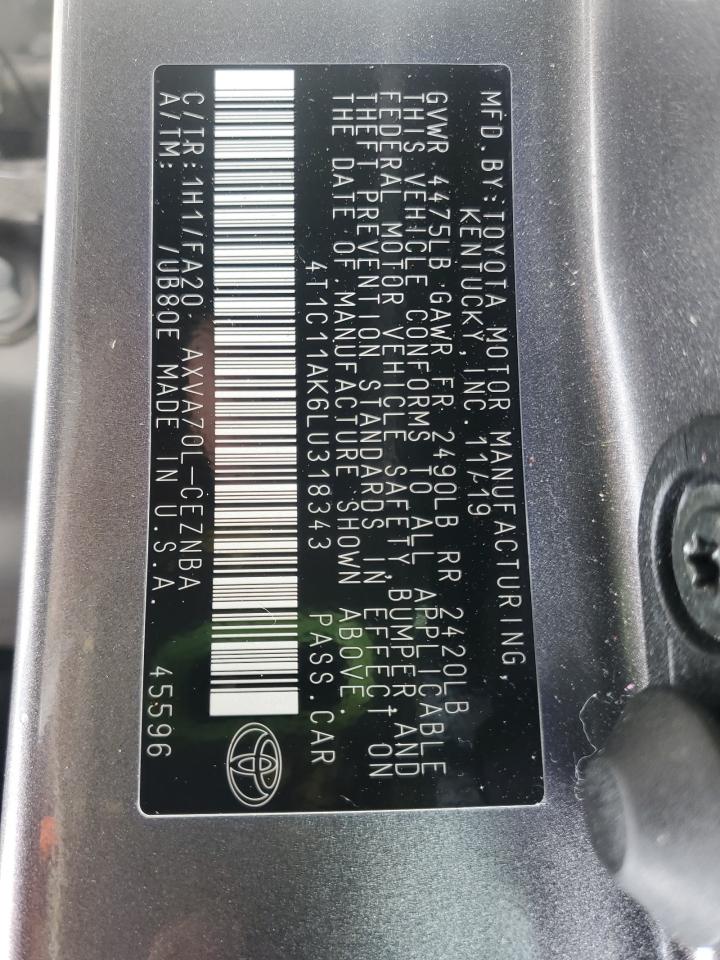 MFD.BY:TOYOTA MOTOR MANUFACTURING,
KENTUCKY,INC. 11/19
GVWR 4475LB GAWR FR 2490LB RR 2420LB
THIS VEHICLE CONFORMS TO ALL APPLICABLE
FEDERAL MOTOR VEHICLE SAFETY,BUMPER,AND
THEFT PREVENTION STANDARDS IN EFFECT ON
THE DATE OF MANUFACTURE SHOWN ABOVE.
4T1C11AK6LU318343 PASS.CAR
C/TR:1H1/FA20 AXVA70L-CEZNBA
A/TM: /UB80E MADE IN U.S.A. 45596